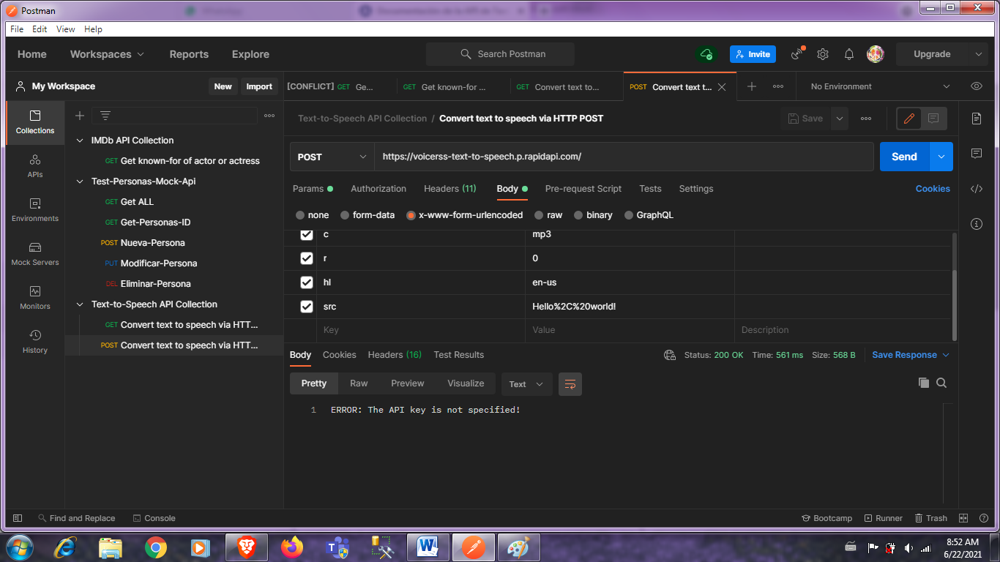 Postman
File Edit View Help
Home Workspaces Reports Explore Search Postman Invite Upgrade
My Workspace New Import
[CONFLICT] GET Ge... GET Get known-for ... GET Convert text to... POST Convert text t... No Environment
Collections
APIs
Environments
Mock Servers
Monitors
History
IMDb API Collection
GET Get known-for of actor or actress
Test-Personas-Mock-Api
GET Get ALL
GET Get-Personas-ID
POST Nueva-Persona
PUT Modificar-Persona
DEL Eliminar-Persona
Text-to-Speech API Collection
GET Convert text to speech via HTT...
POST Convert text to speech via HTT...
Text-to-Speech API Collection / Convert text to speech via HTTP POST Save
POST https://voicerss-text-to-speech.p.rapidapi.com/ Send
Params Authorization Headers (11) Body Pre-request Script Tests Settings Cookies
none form-data x-www-form-urlencoded raw binary GraphQL
c mp3
r 0
hl en-us
src Hello%2C%20world!
Key Value Description
Body Cookies Headers (16) Test Results Status: 200 OK Time: 561 ms Size: 568 B Save Response
Pretty Raw Preview Visualize Text
1 ERROR: The API key is not specified!
Find and Replace Console Bootcamp Runner Trash
8:52 AM
6/22/2021